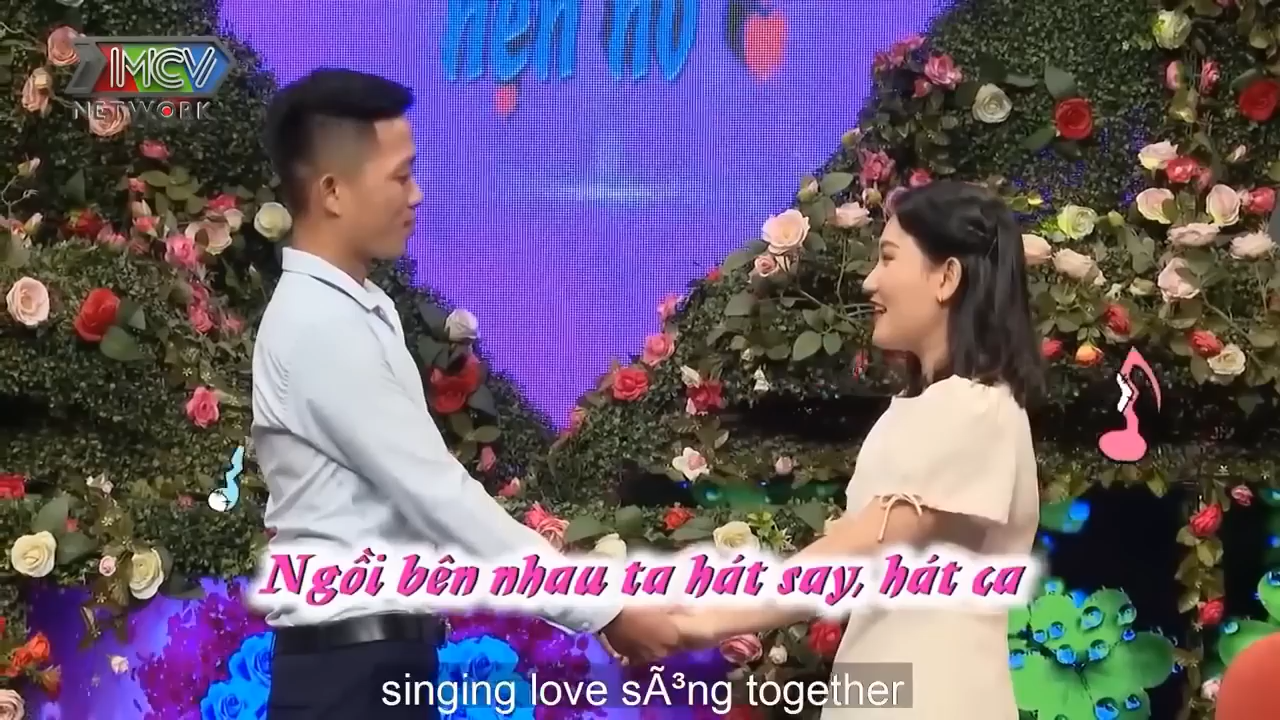 hẹn hò
MCV
NETWORK
Ngồi bên nhau ta hát say, hát ca
singing love sÃ³ng together